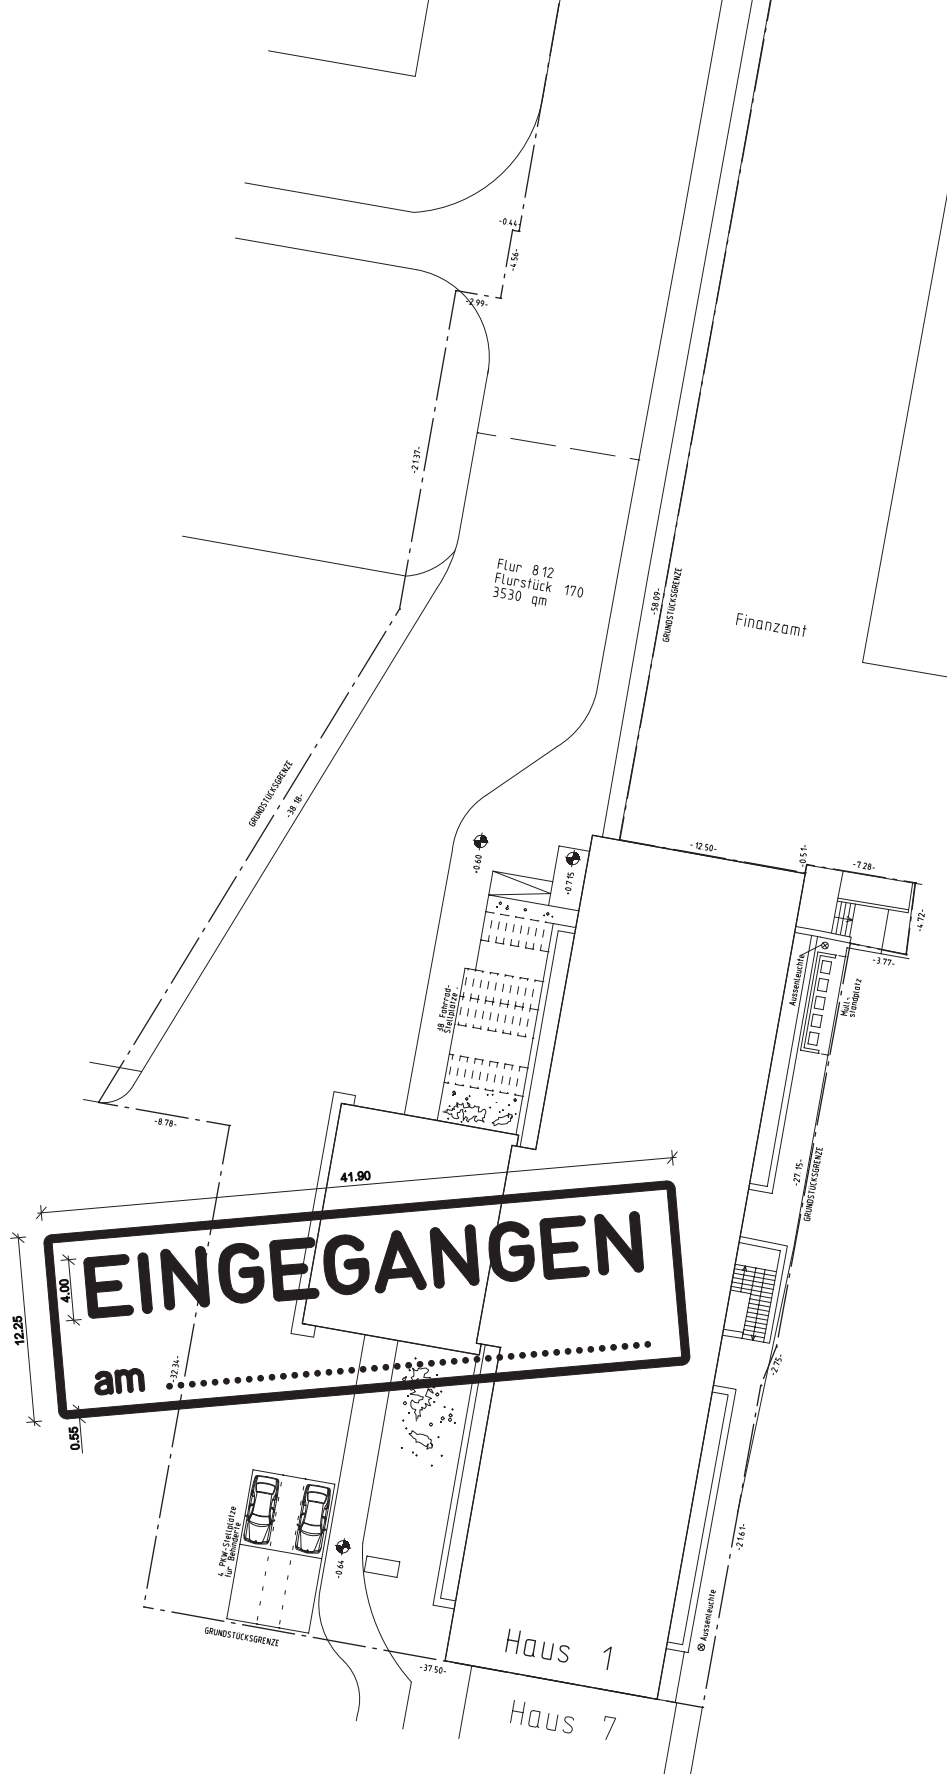 -0.44-
-4.56-
-2.99-
-21.37-
Flur 812
Flurstück 170
3530 qm
-58.09-
GRUNDSTÜCKSGRENZE
Finanzamt
GRUNDSTÜCKSGRENZE
-38.18-
-0.60
-0.715
-12.50-
-0.51-
-7.28-
-4.72-
-3.77-
Aussenleuchte
Müll-
standplatz
38 Fahrrad-
Stellplätze
-8.78-
-27.15-
GRUNDSTÜCKSGRENZE
41.90
EINGEGANGEN
4.00
12.25
am
-32.34-
0.55
-2.75-
4 PKW-Stellplätze
für Behinderte
-0.64
-21.61-
Aussenleuchte
GRUNDSTÜCKSGRENZE
-37.50-
Haus 1
Haus 7